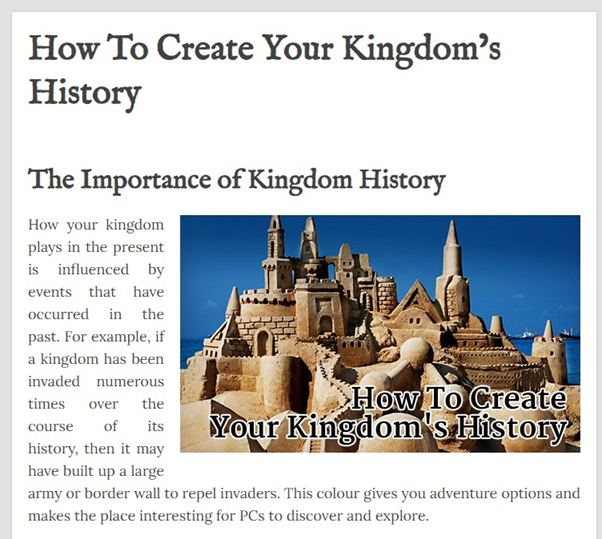 How To Create Your Kingdom's
History
The Importance of Kingdom History
How your kingdom
plays in the present
is influenced by
events that have
occurred in the
past. For example, if
a kingdom has been
invaded numerous
times over the
course of its
history, then it may
have built up a large
army or border wall to repel invaders. This colour gives you adventure options and
makes the place interesting for PCs to discover and explore.
How To Create
Your Kingdom's History